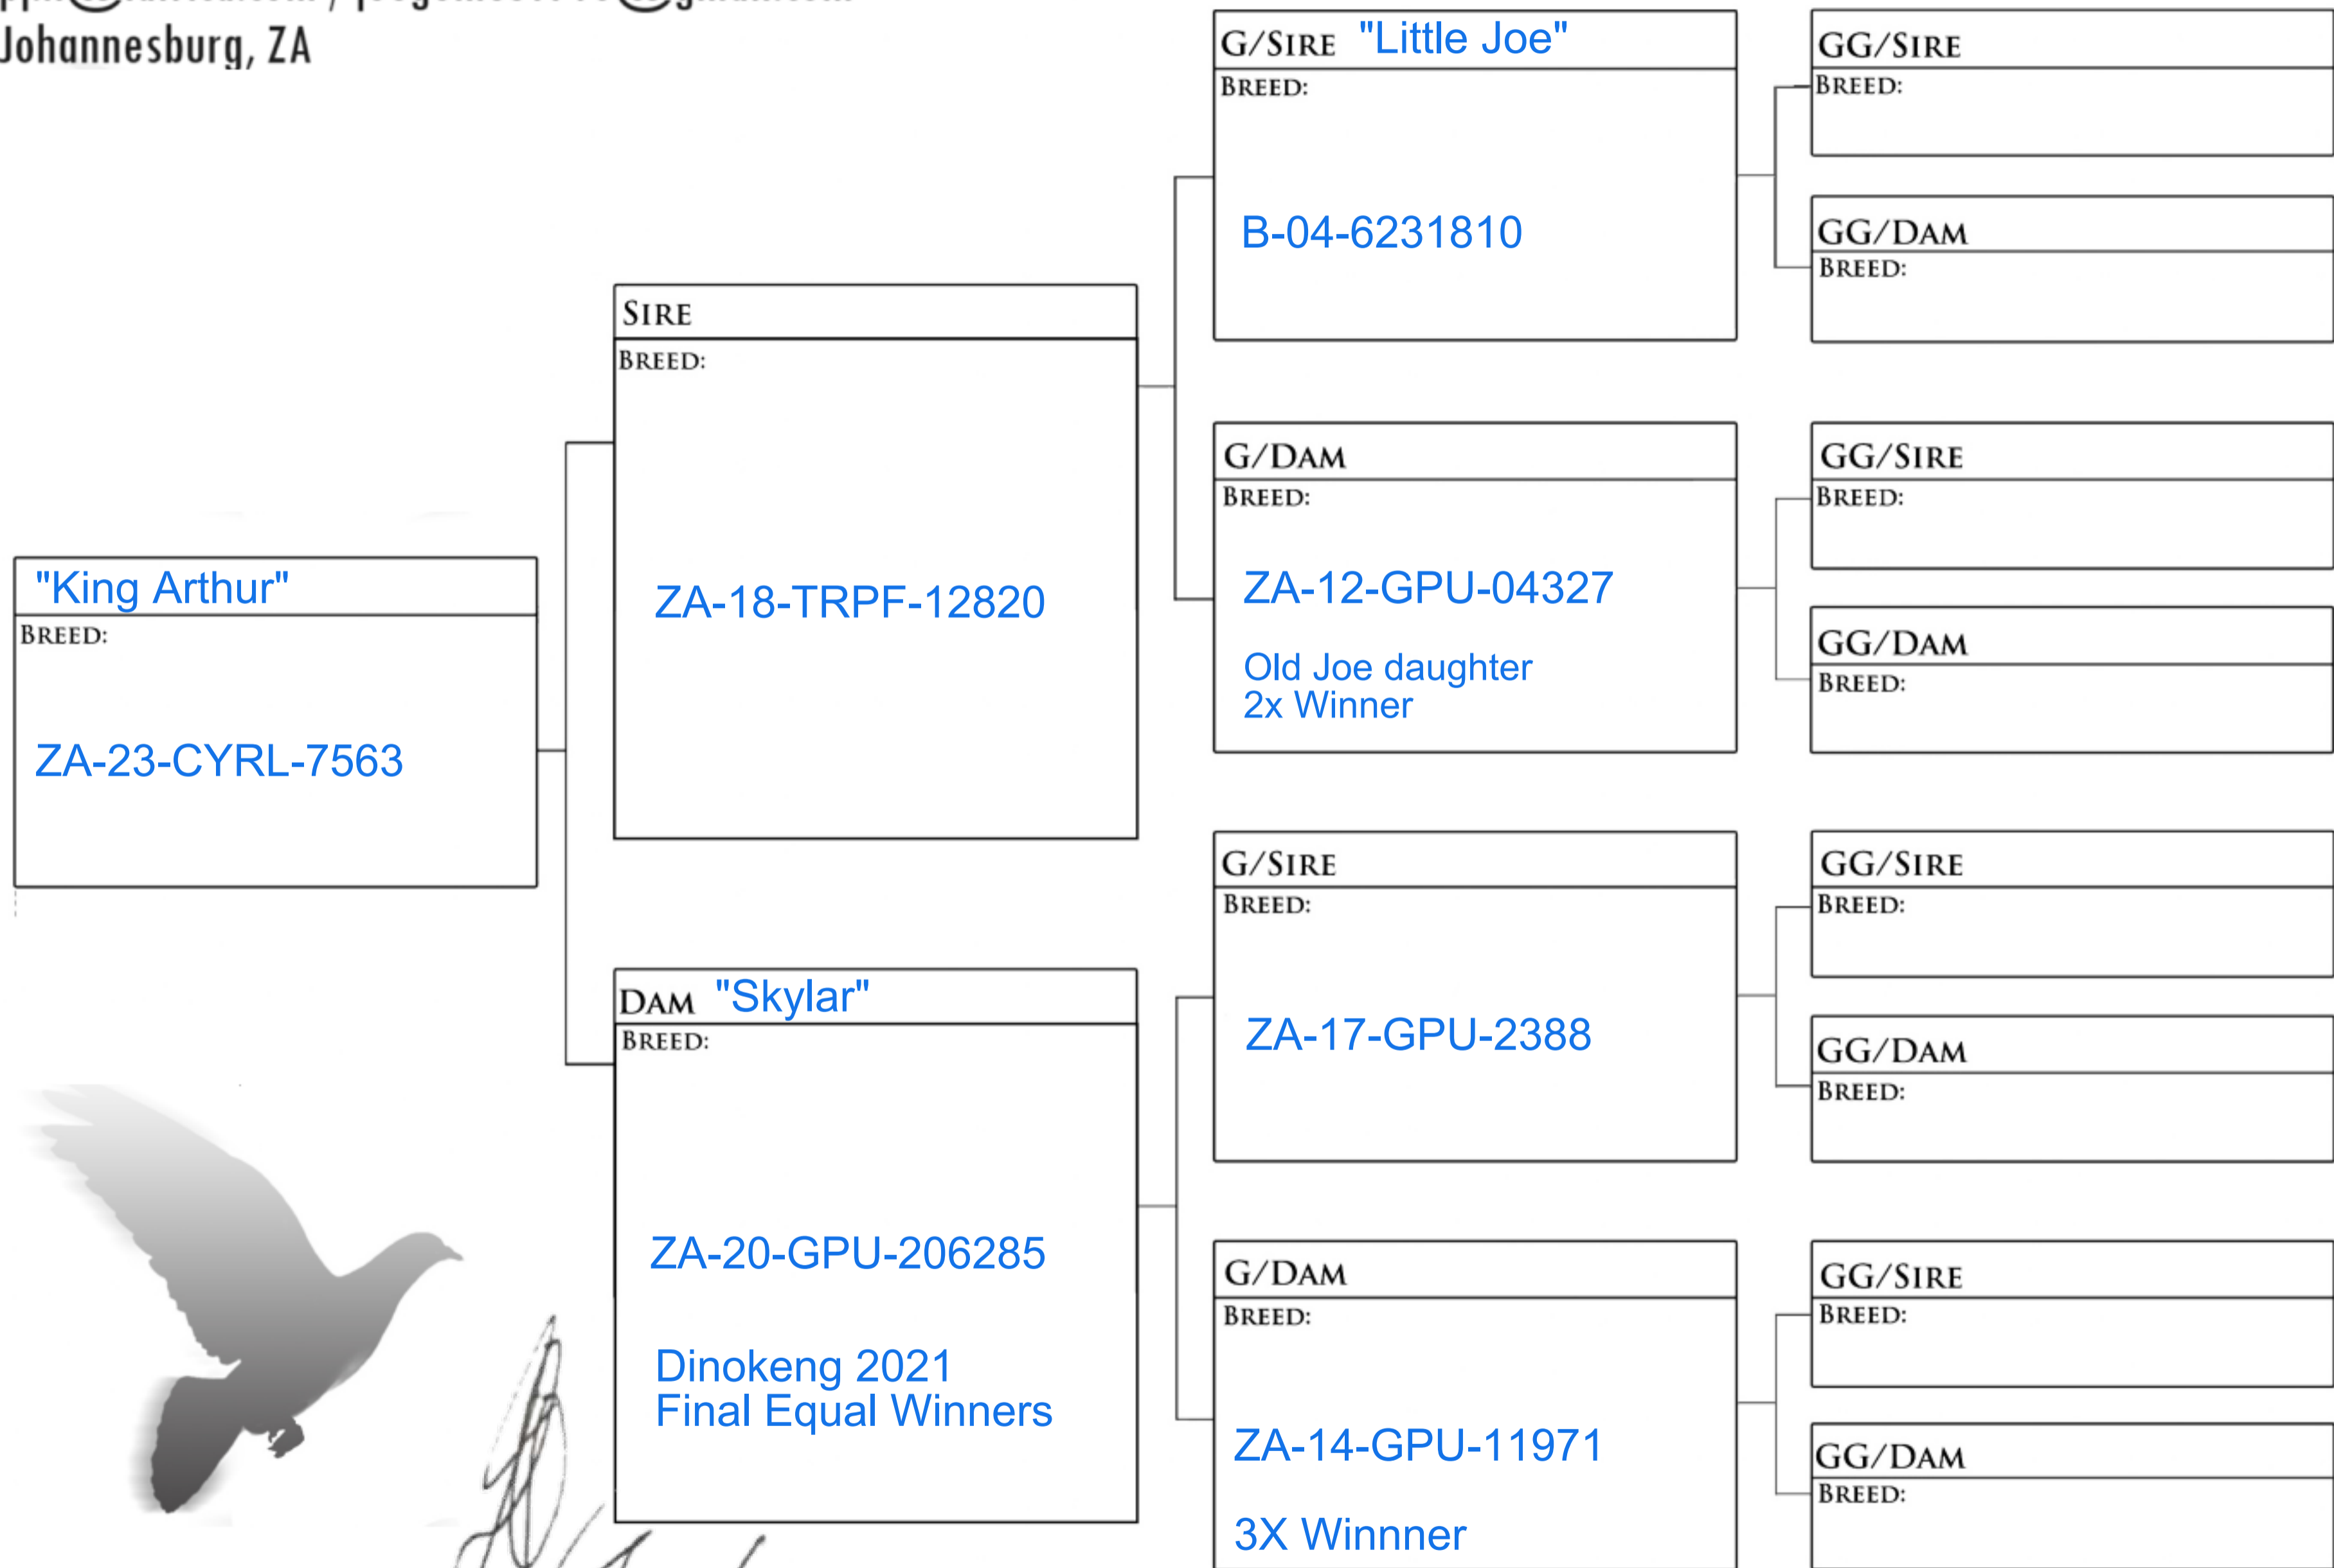 Johannesburg, ZA
"King Arthur"
BREED:
ZA-23-CYRL-7563
SIRE
BREED:
ZA-18-TRPF-12820
DAM "Skylar"
BREED:
ZA-20-GPU-206285
Dinokeng 2021
Final Equal Winners
G/SIRE "Little Joe"
BREED:
B-04-6231810
G/DAM
BREED:
ZA-12-GPU-04327
Old Joe daughter
2x Winner
G/SIRE
BREED:
ZA-17-GPU-2388
G/DAM
BREED:
ZA-14-GPU-11971
3X Winnner
GG/SIRE
BREED:
GG/DAM
BREED:
GG/SIRE
BREED:
GG/DAM
BREED:
GG/SIRE
BREED:
GG/DAM
BREED:
GG/SIRE
BREED:
GG/DAM
BREED: